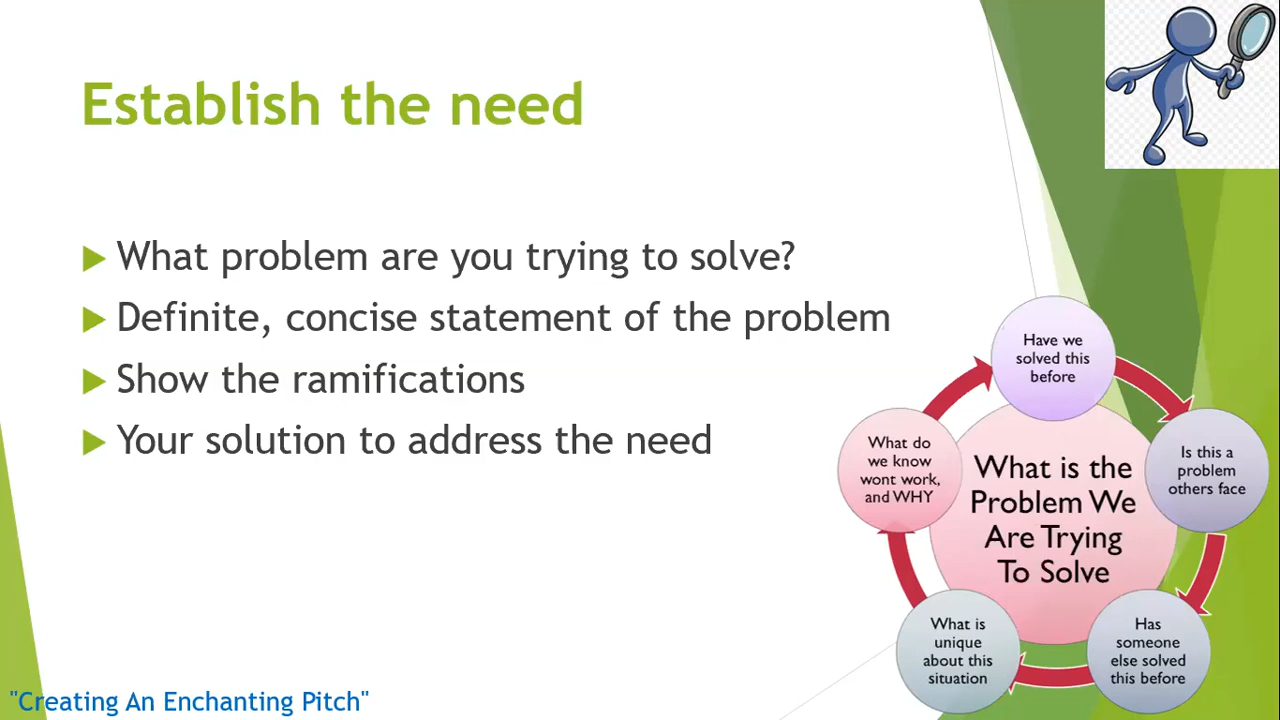 Establish the need
What problem are you trying to solve?
Definite, concise statement of the problem
Show the ramifications
Your solution to address the need
Have we
solved this
before
Is this a
problem
others face
Has
someone
else solved
this before
What is
unique
about this
situation
What do
we know
wont work,
and WHY
What is the
Problem We
Are Trying
To Solve
"Creating An Enchanting Pitch"